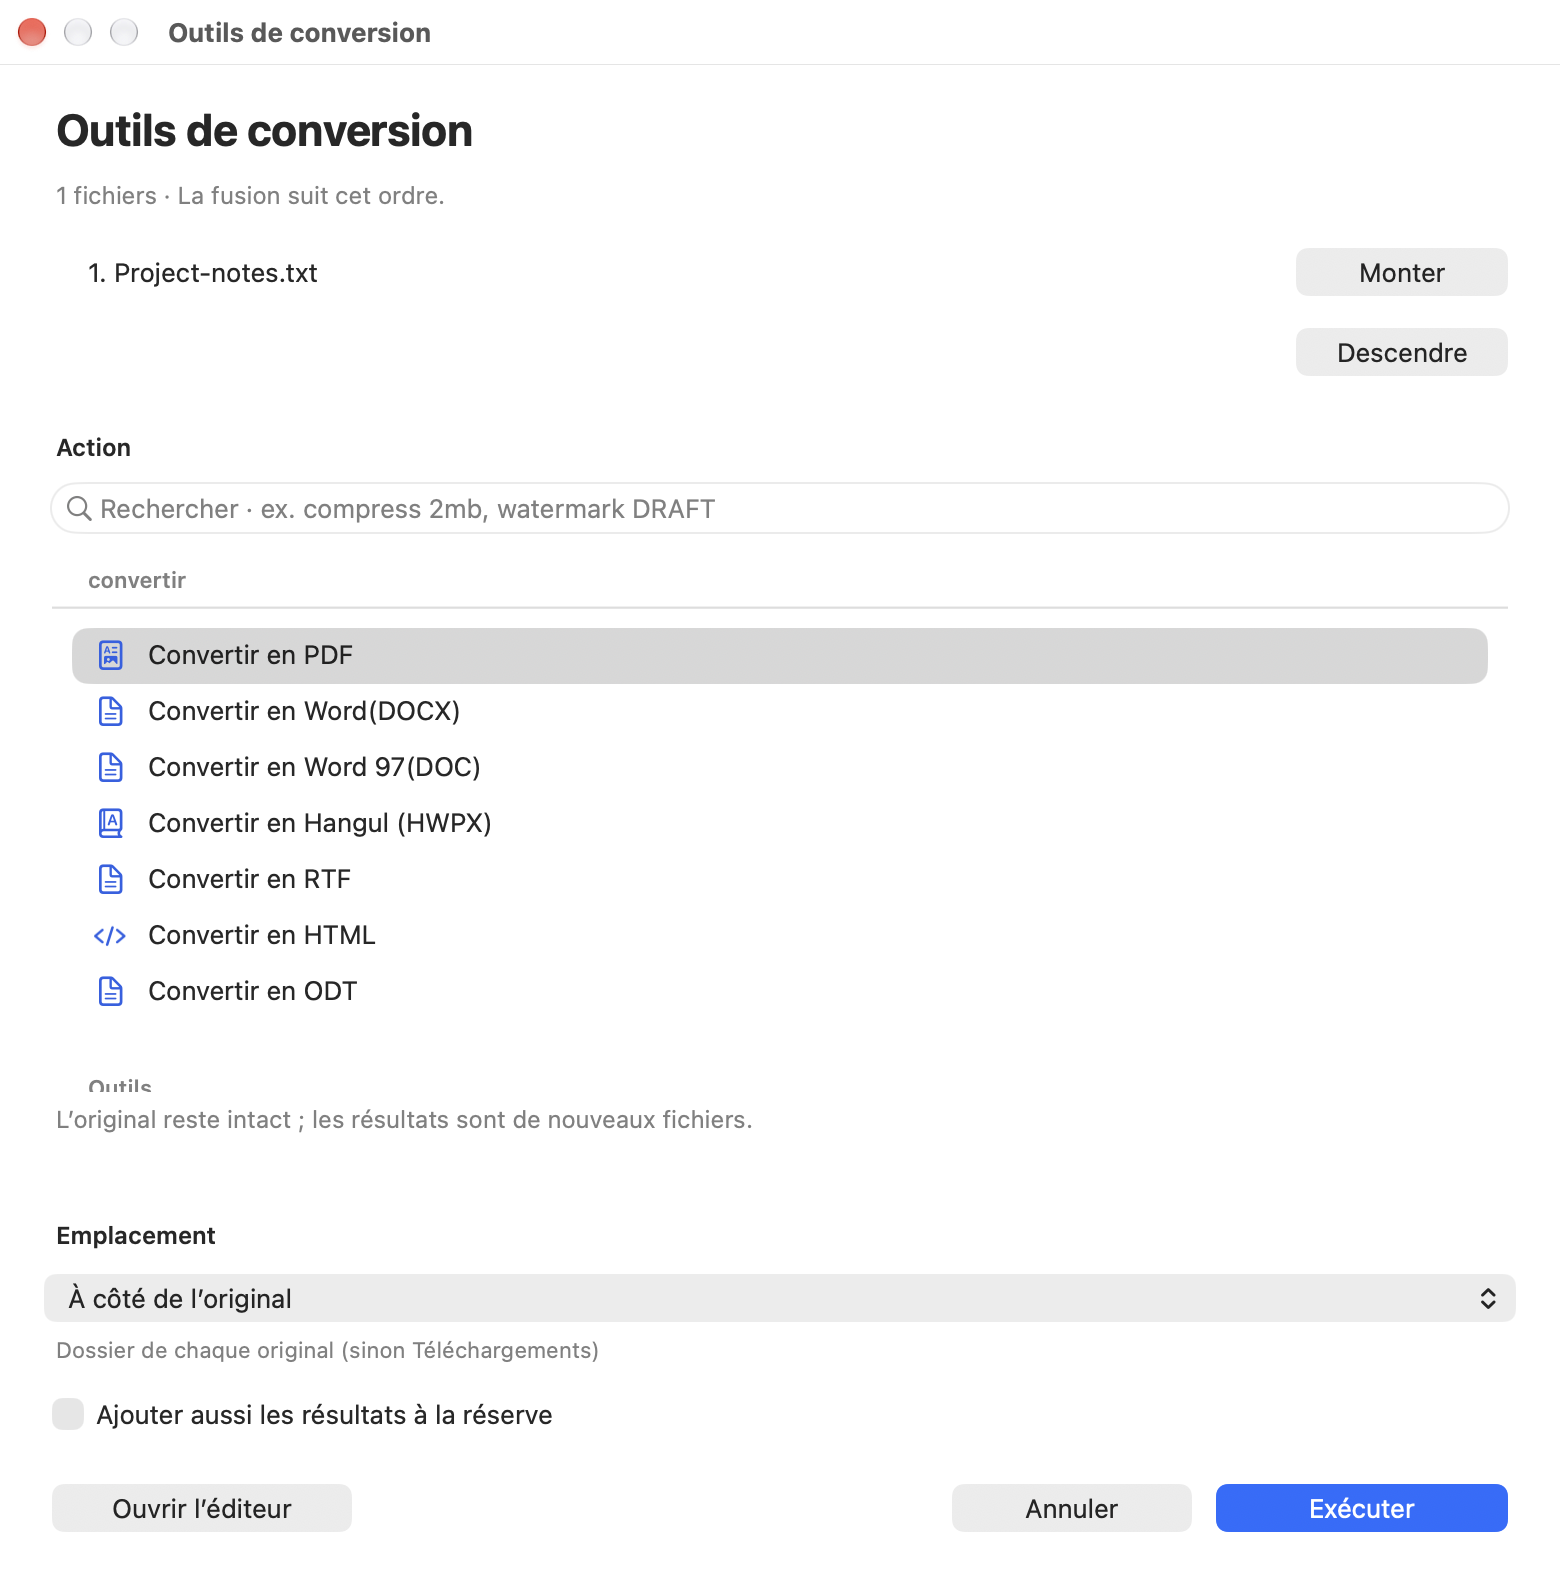 Outils de conversion
Outils de conversion
1 fichiers · La fusion suit cet ordre.
1. Project-notes.txt
Monter
Descendre
Action
Rechercher · ex. compress 2mb, watermark DRAFT
convertir
Convertir en PDF
Convertir en Word(DOCX)
Convertir en Word 97(DOC)
Convertir en Hangul (HWPX)
Convertir en RTF
Convertir en HTML
Convertir en ODT
Outils
L’original reste intact ; les résultats sont de nouveaux fichiers.
Emplacement
À côté de l’original
Dossier de chaque original (sinon Téléchargements)
Ajouter aussi les résultats à la réserve
Ouvrir l’éditeur
Annuler
Exécuter